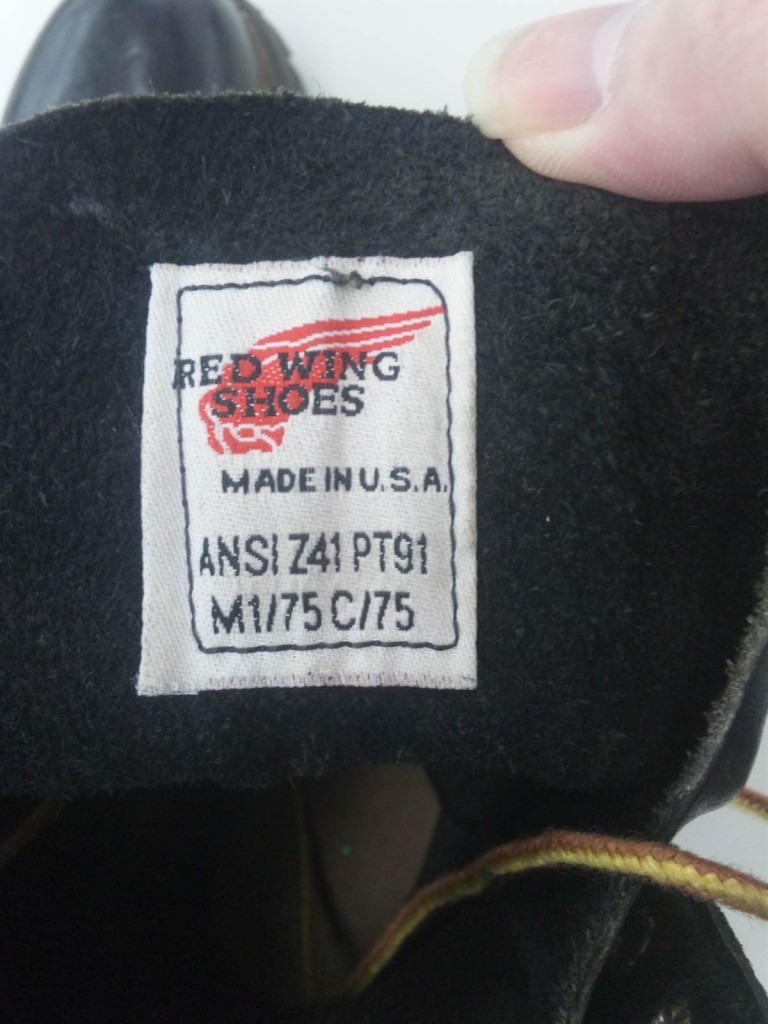 RED WING
SHOES
MADE IN U.S.A.
ANSI Z41 PT91
M1/75 C/75